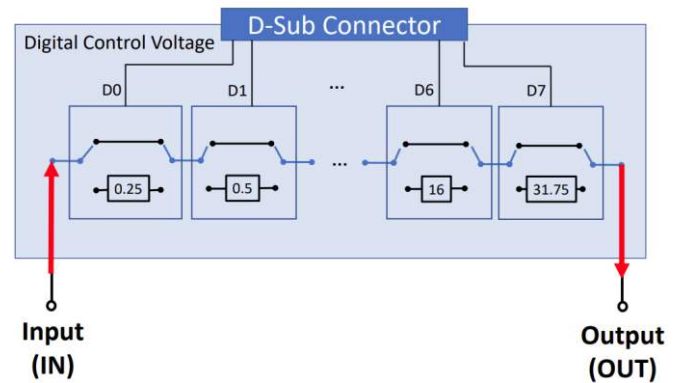 D-Sub Connector
Digital Control Voltage
D0
D1
...
D6
D7
0.25
0.5
...
16
31.75
Input
(IN)
Output
(OUT)